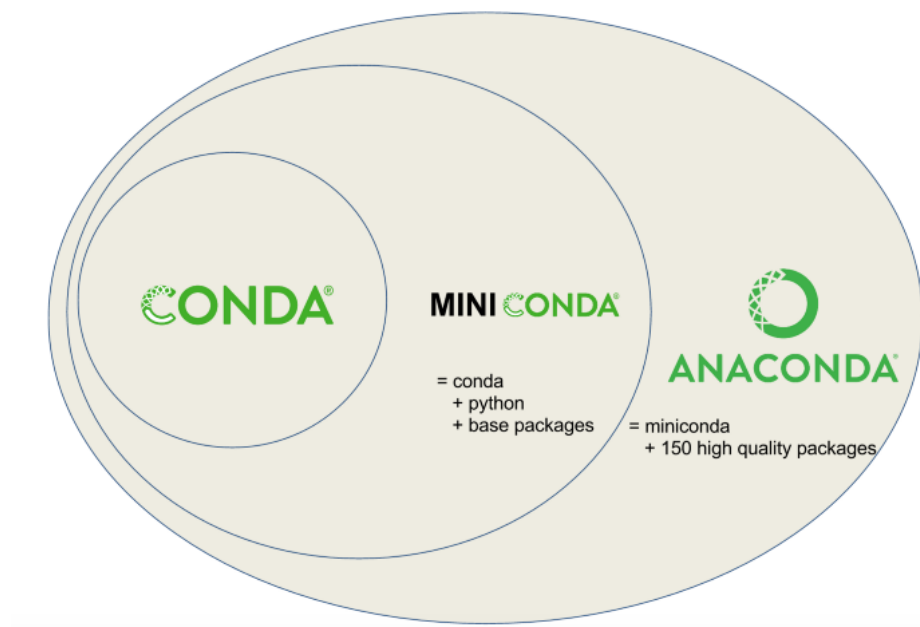 CONDA®
MINI CONDA®
= conda
+ python
+ base packages
ANACONDA®
= miniconda
+ 150 high quality packages